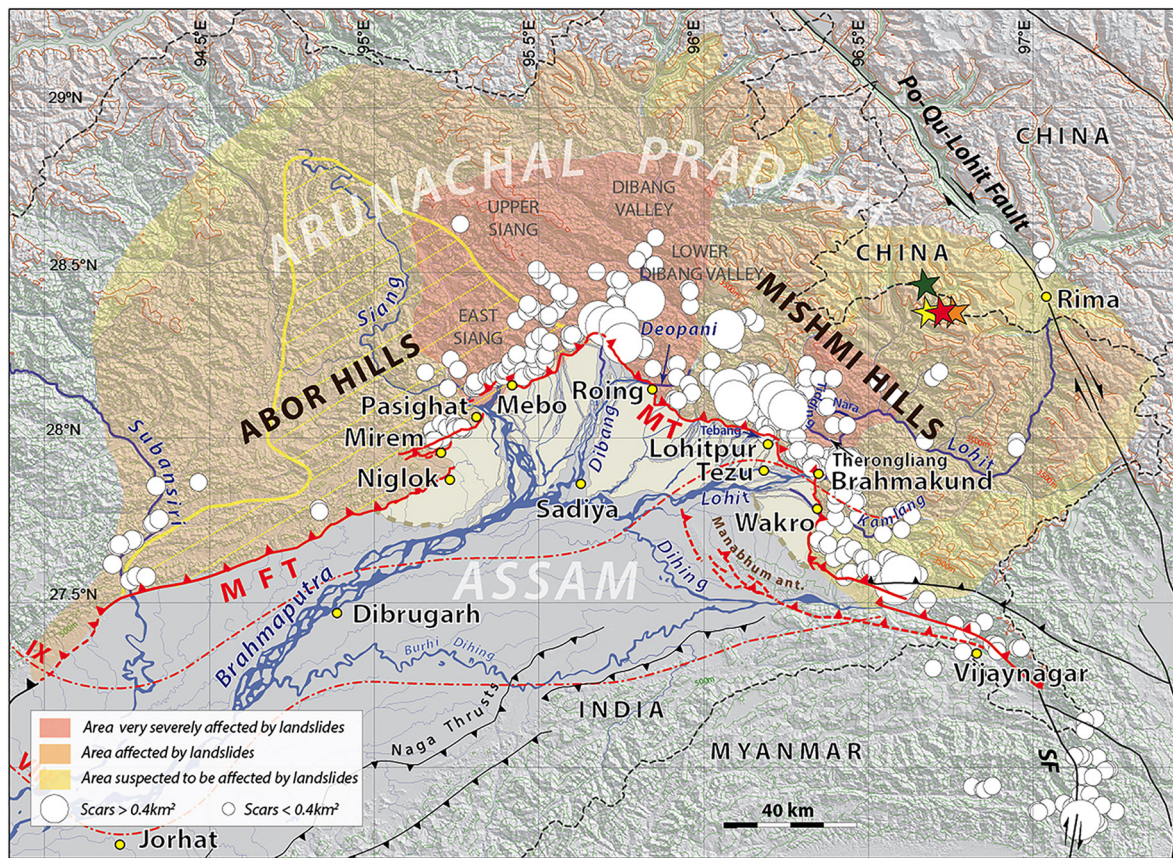 94.5°E
95°E
95.5°E
96°E
96.5°E
97°E
29°N
28.5°N
28°N
27.5°N
Po-Qu-Lohit Fault
CHINA
ARUNACHAL PRADESH
UPPER
SIANG
DIBANG
VALLEY
LOWER
DIBANG VALLEY
CHINA
Rima
EAST
SIANG
Siang
ABOR HILLS
MISHMI HILLS
Deopani
Roing
MT
Pasighat
Mebo
Mirem
Niglok
Dibang
Sadiya
Tebang
Lohitpur
Tezu
Lohit
Tidding
Nara
Lohit
Therongliang
Brahmakund
Kamlang
Wakro
Manabhum ant.
Subansiri
MFT
ASSAM
Dihing
Brahmaputra
Dibrugarh
Burhi Dihing
Naga Thrusts
INDIA
MYANMAR
Vijaynagar
SF
IX
Jorhat
500m
3500m
Area very severely affected by landslides
Area affected by landslides
Area suspected to be affected by landslides
Scars > 0.4km²
Scars < 0.4km²
40 km